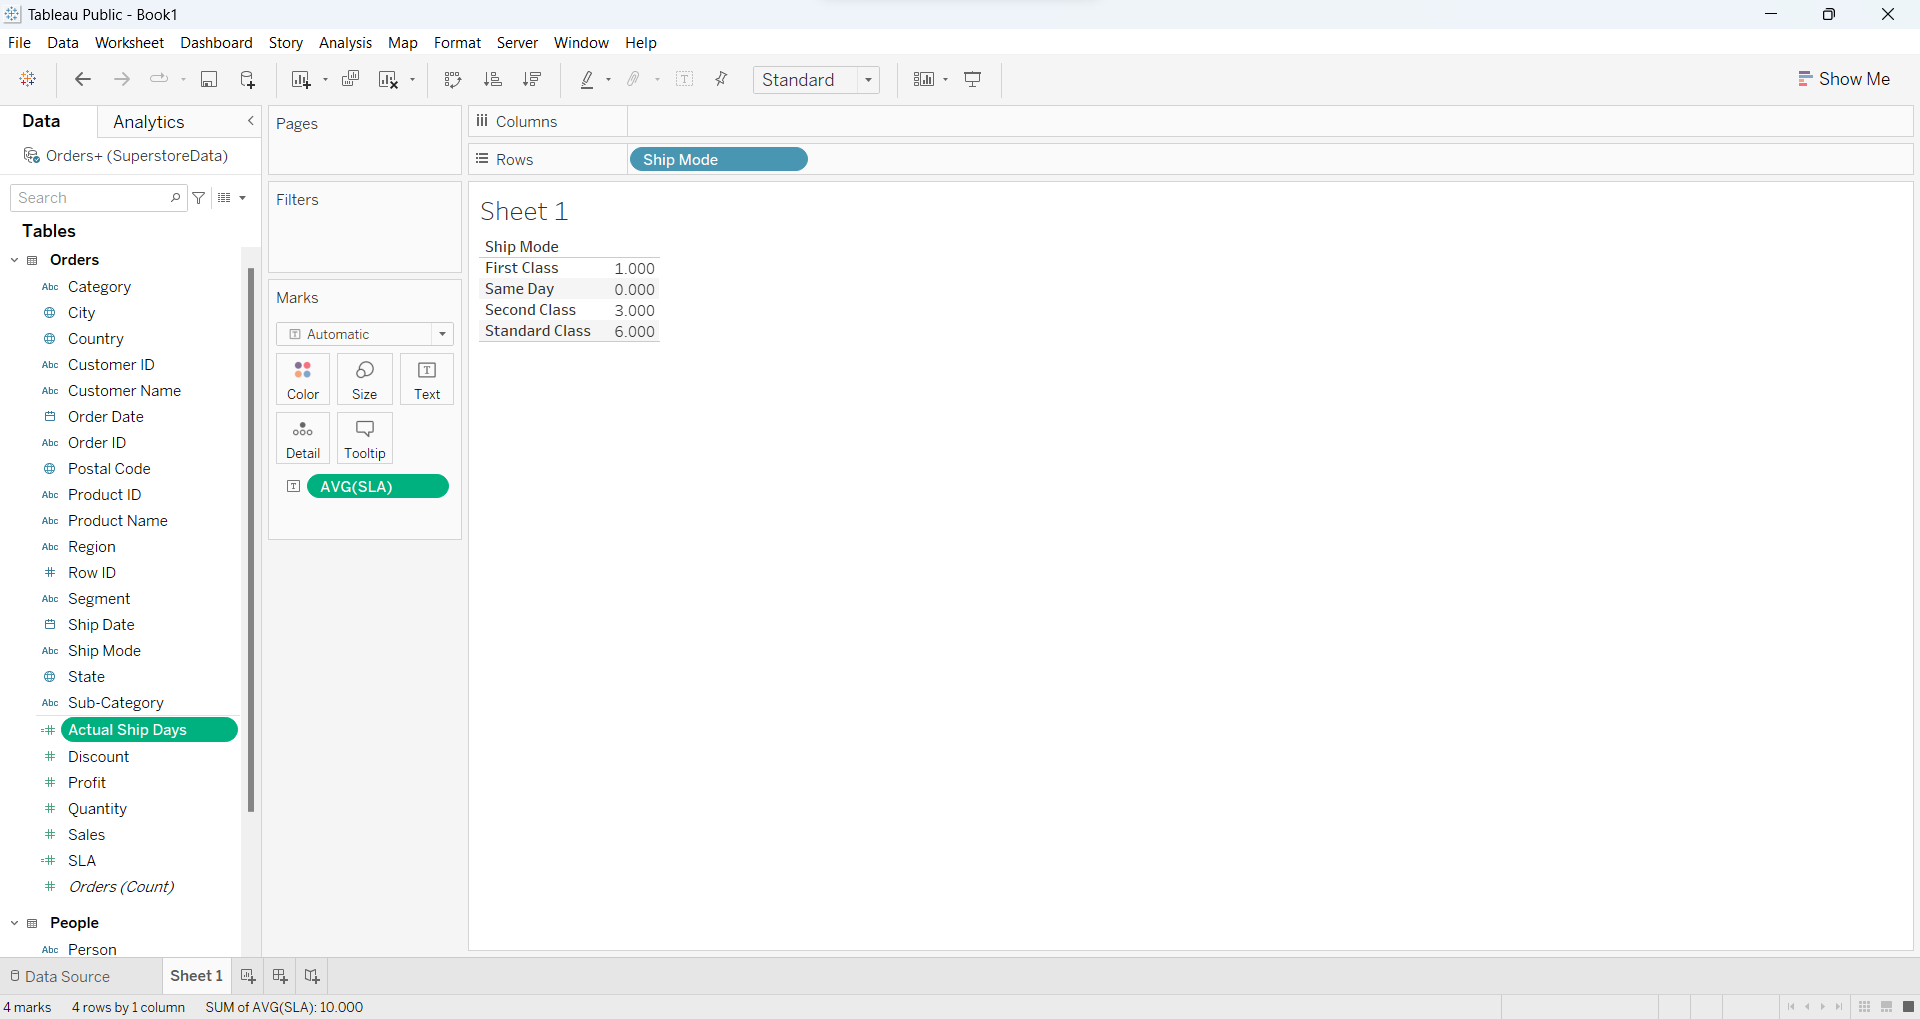 Tableau Public - Book1
File Data Worksheet Dashboard Story Analysis Map Format Server Window Help
Standard
Show Me
Data
Analytics
Orders+ (SuperstoreData)
Search
Tables
Orders
Abc Category
City
Country
Abc Customer ID
Abc Customer Name
Order Date
Abc Order ID
Postal Code
Abc Product ID
Abc Product Name
Abc Region
# Row ID
Abc Segment
Ship Date
Abc Ship Mode
State
Abc Sub-Category
=# Actual Ship Days
# Discount
# Profit
# Quantity
# Sales
=# SLA
# Orders (Count)
People
Abc Person
Pages
Filters
Marks
T Automatic
Color
Size
T Text
Detail
Tooltip
T AVG(SLA)
Columns
Rows Ship Mode
Sheet 1
Ship Mode
First Class 1.000
Same Day 0.000
Second Class 3.000
Standard Class 6.000
Data Source
Sheet 1
4 marks 4 rows by 1 column SUM of AVG(SLA): 10.000